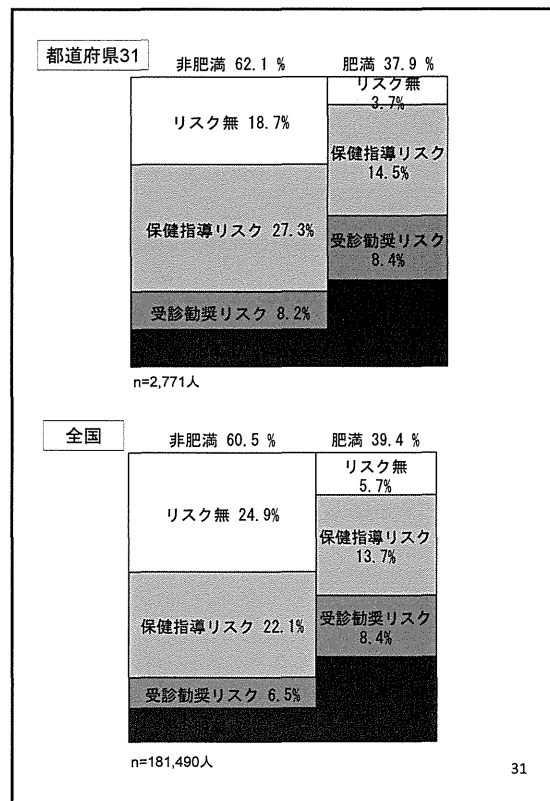 都道府県31
非肥満 62.1 %
肥満 37.9 %
リスク無 18.7%
リスク無
3.7%
保健指導リスク 27.3%
保健指導リスク
14.5%
受診勧奨リスク 8.2%
受診勧奨リスク
8.4%
n=2,771人
全国
非肥満 60.5 %
肥満 39.4 %
リスク無 24.9%
リスク無
5.7%
保健指導リスク 22.1%
保健指導リスク
13.7%
受診勧奨リスク 6.5%
受診勧奨リスク
8.4%
n=181,490人
31